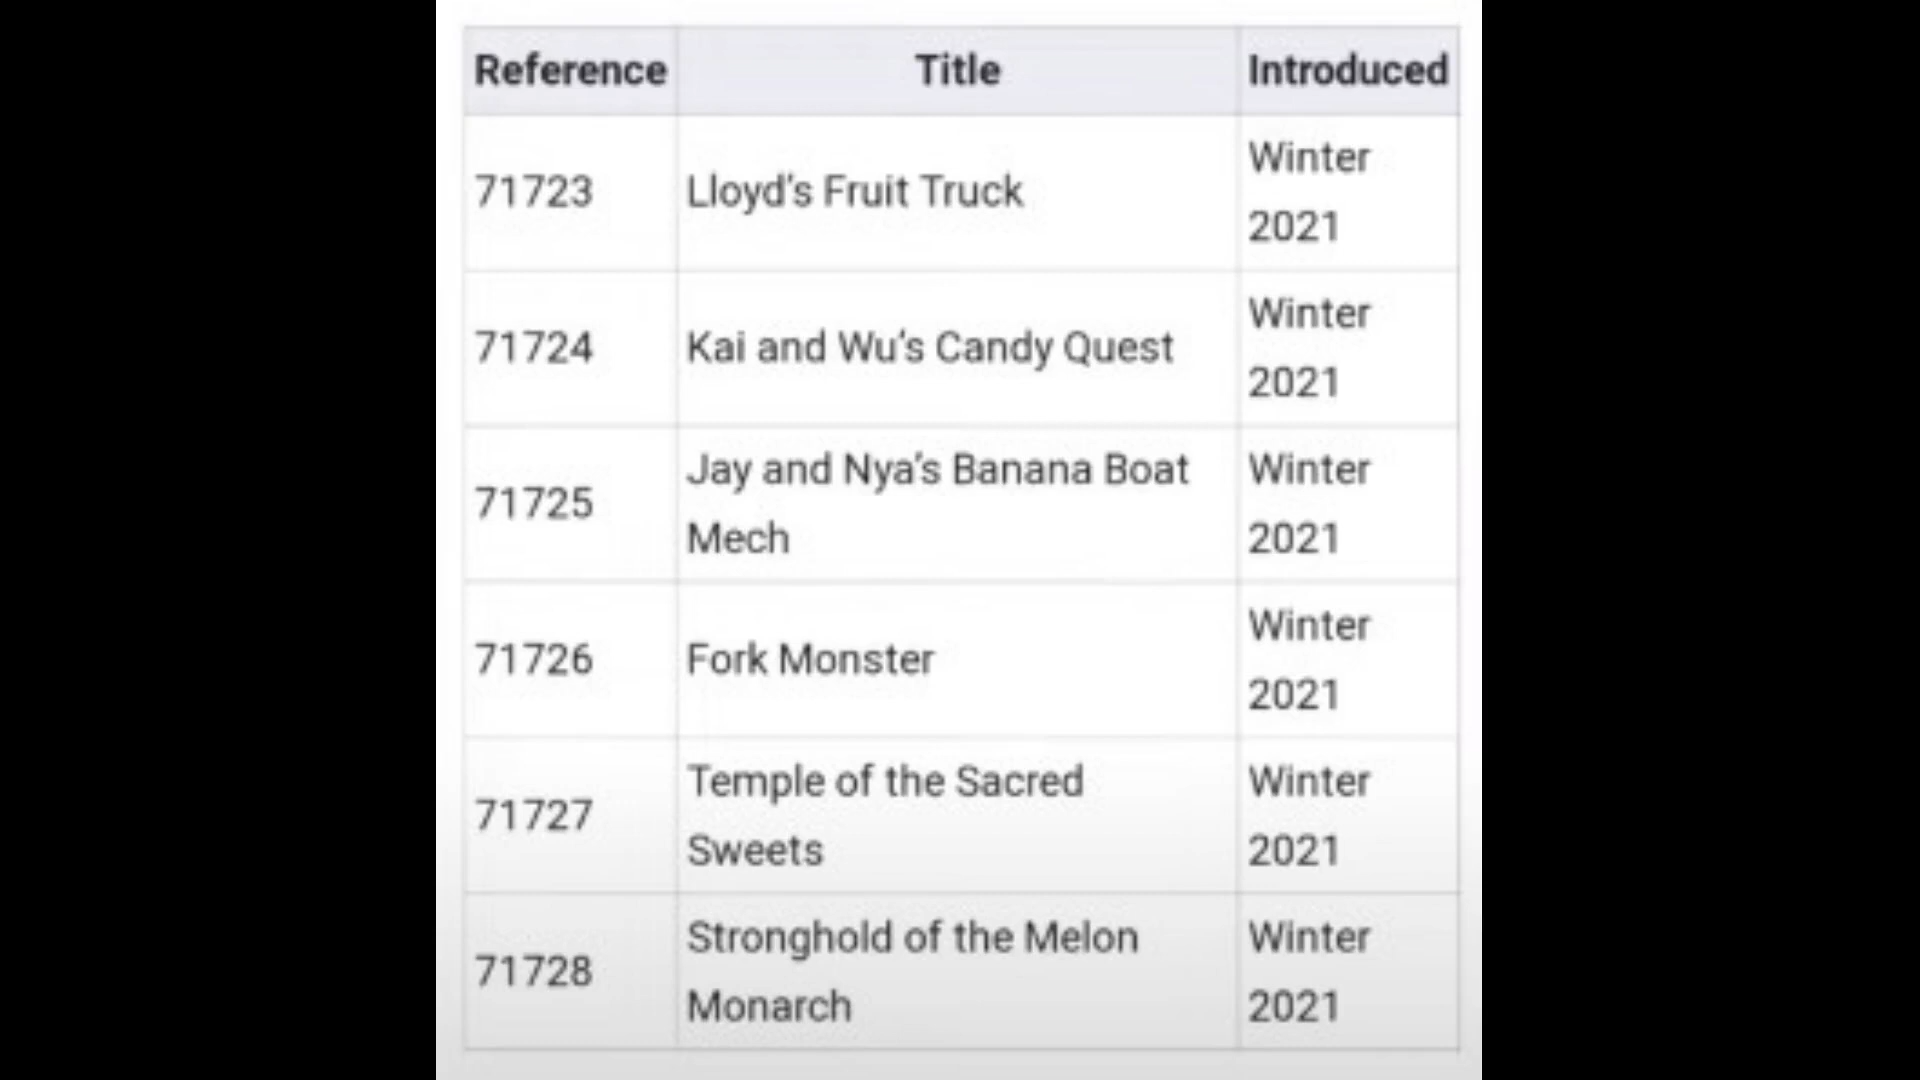 Reference Title Introduced
71723 Lloyd's Fruit Truck Winter
2021
71724 Kai and Wu's Candy Quest Winter
2021
71725 Jay and Nya's Banana Boat Winter
Mech 2021
71726 Fork Monster Winter
2021
71727 Temple of the Sacred Winter
Sweets 2021
71728 Stronghold of the Melon Winter
Monarch 2021